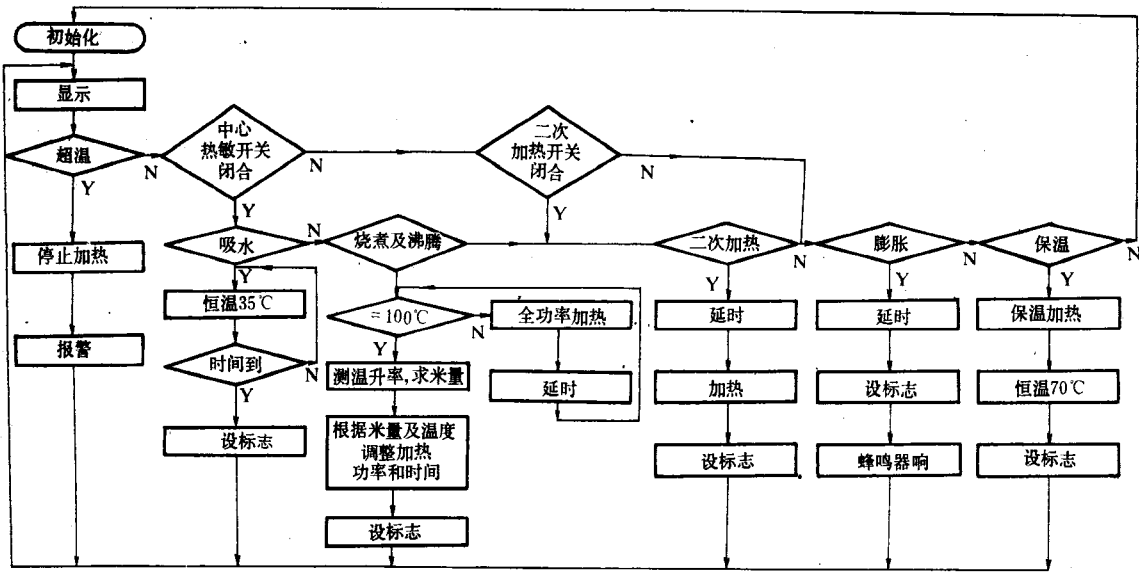 初始化
显示
超温
N
Y
停止加热
报警
中心
热敏开关
闭合
N
Y
吸水
N
Y
恒温35℃
时间到
N
Y
设标志
烧煮及沸腾
=100℃
N
Y
全功率加热
延时
测温升率,求米量
根据米量及温度
调整加热
功率和时间
设标志
二次
加热开关
闭合
N
Y
二次加热
N
Y
延时
加热
设标志
膨胀
N
Y
延时
设标志
蜂鸣器响
保温
N
Y
保温加热
恒温70℃
设标志